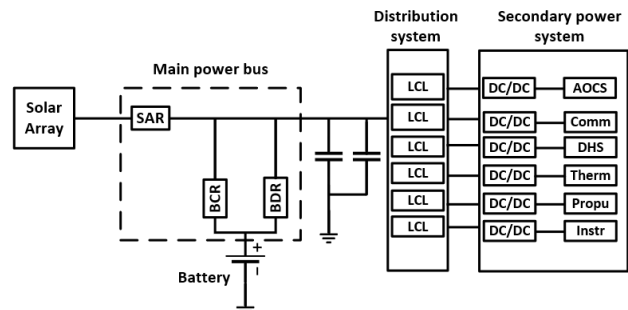 Distribution
system
Secondary power
system
Main power bus
Solar
Array
SAR
BCR
BDR
+
Battery
LCL
DC/DC
AOCS
LCL
DC/DC
Comm
LCL
DC/DC
DHS
LCL
DC/DC
Therm
LCL
DC/DC
Propu
LCL
DC/DC
Instr